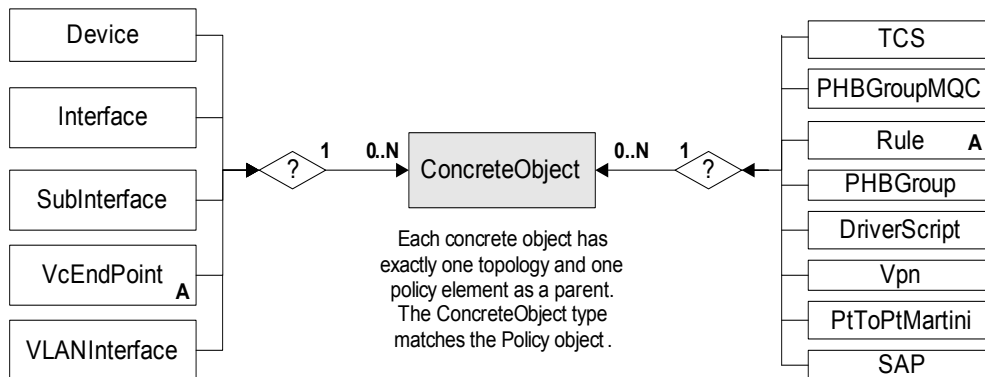 Device
Interface
SubInterface
VcEndPoint
A
VLANInterface
?
1
0..N
ConcreteObject
Each concrete object has
exactly one topology and one
policy element as a parent.
The ConcreteObject type
matches the Policy object .
0..N
1
?
TCS
PHBGroupMQC
Rule
A
PHBGroup
DriverScript
Vpn
PtToPtMartini
SAP